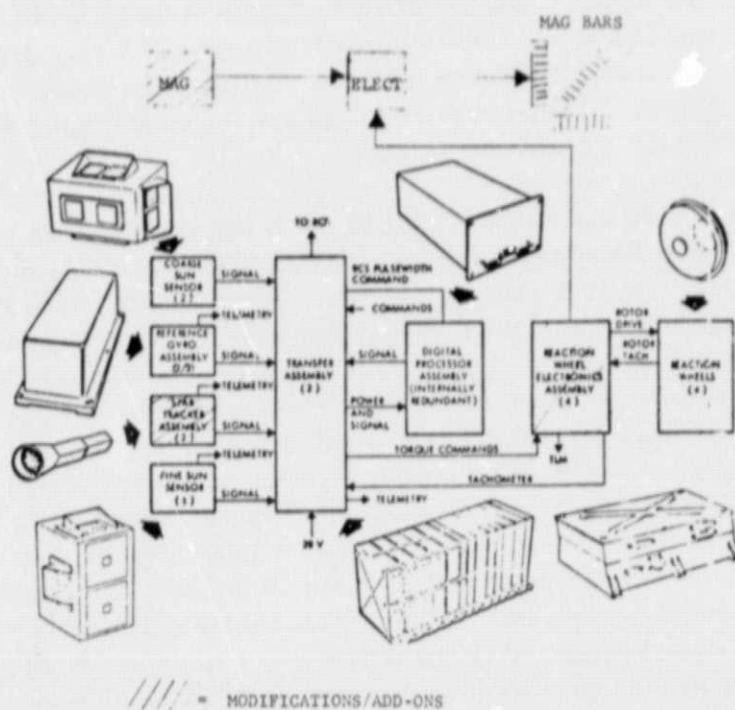 MAG BARS
MAG
ELECT
TO RCS
COARSE
SUN
SENSOR
(2)
SIGNAL
RCS PULSEWIDTH
COMMAND
TELEMETRY
COMMANDS
REFERENCE
GYRO
ASSEMBLY
SIGNAL
TRANSFER
ASSEMBLY
(2)
SIGNAL
DIGITAL
PROCESSOR
ASSEMBLY
(INTERNALLY
REDUNDANT)
REACTION
WHEEL
ELECTRONICS
ASSEMBLY
(4)
ROTOR
DRIVE
ROTOR
TACH
REACTION
WHEELS
(4)
TELEMETRY
TRACKER
ASSEMBLY
(2)
SIGNAL
POWER
AND
SIGNAL
TORQUE COMMANDS
TLM
TELEMETRY
FINE SUN
SENSOR
(1)
SIGNAL
TACHOMETER
TELEMETRY
28 V
= MODIFICATIONS/ADD-ONS